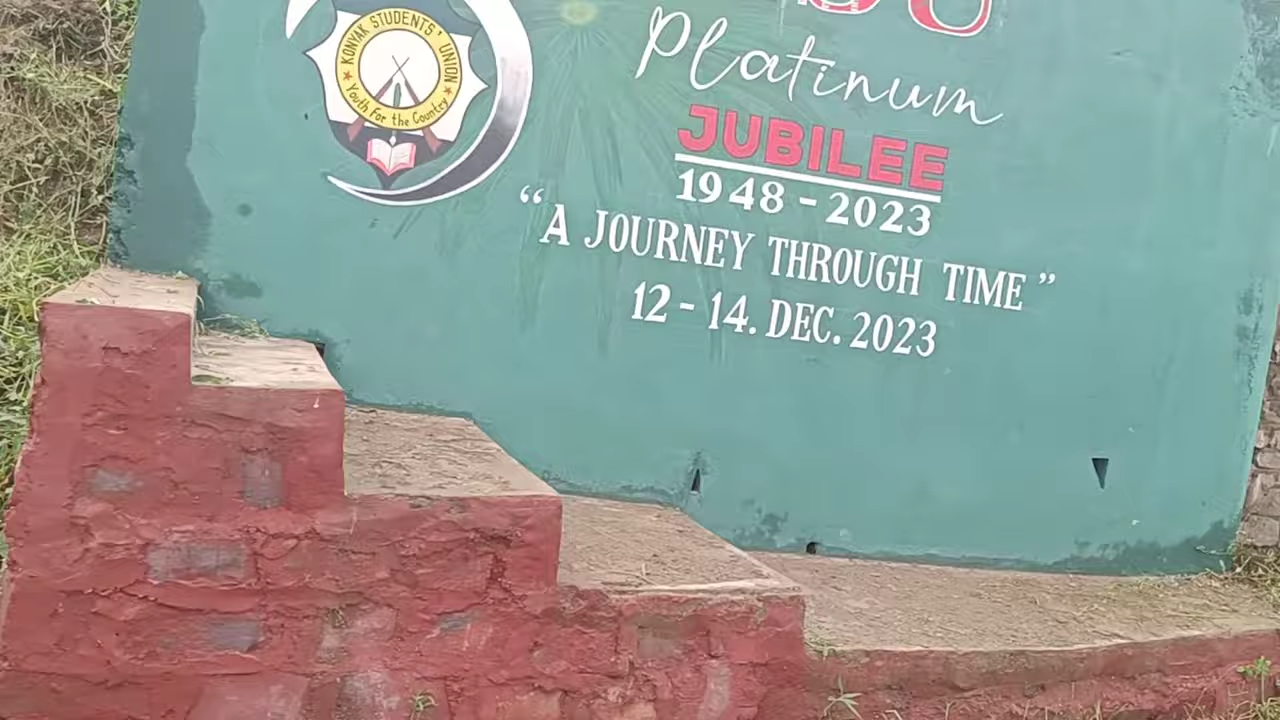 KONYAK STUDENTS' UNION
Youth For the Country
Platinum
JUBILEE
1948 - 2023
“A JOURNEY THROUGH TIME”
12 - 14. DEC. 2023